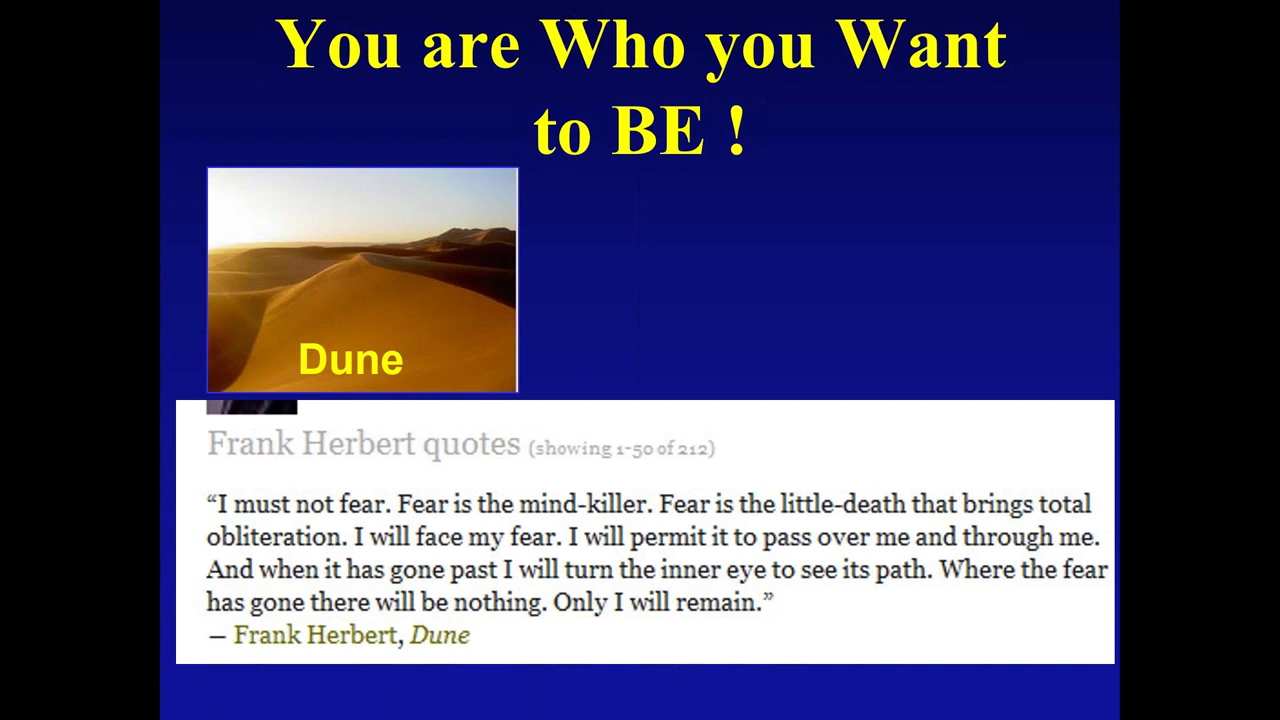 You are Who you Want
to BE !
Dune
Frank Herbert quotes (showing 1-50 of 212)
“I must not fear. Fear is the mind-killer. Fear is the little-death that brings total
obliteration. I will face my fear. I will permit it to pass over me and through me.
And when it has gone past I will turn the inner eye to see its path. Where the fear
has gone there will be nothing. Only I will remain.”
— Frank Herbert, Dune